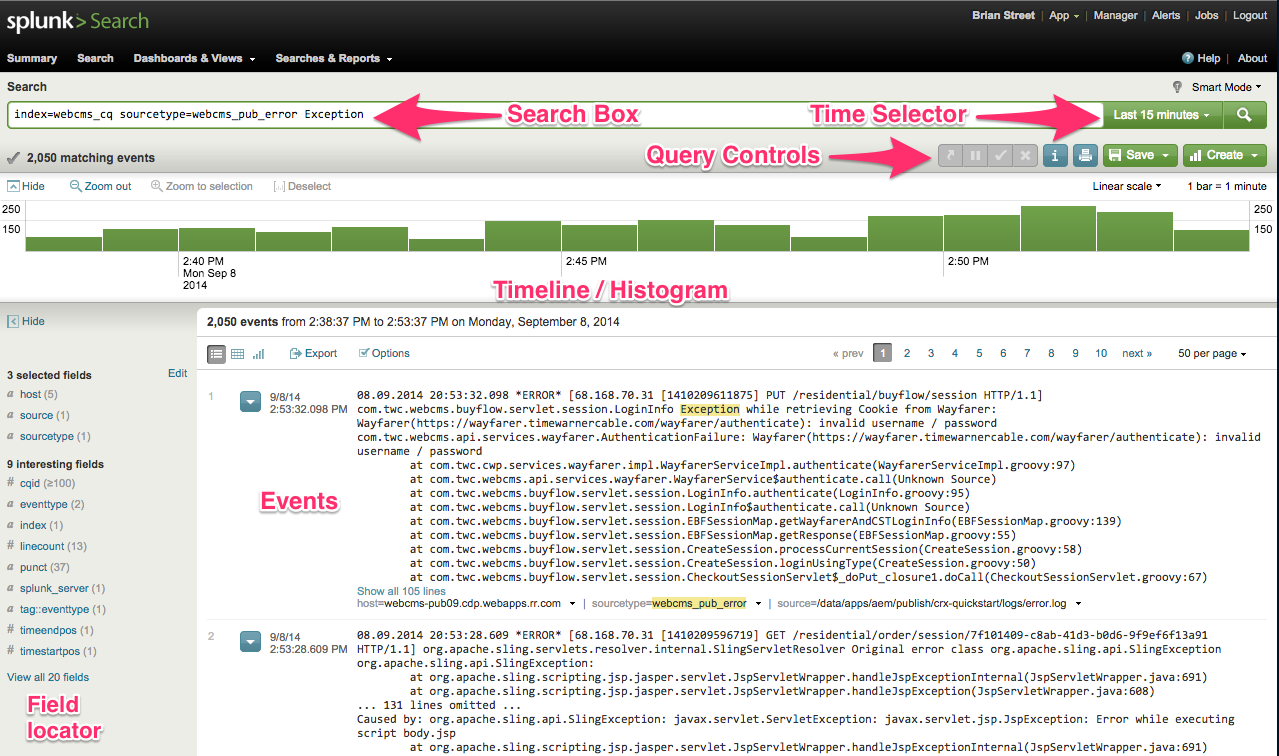 splunk> Search
Brian Street | App | Manager | Alerts | Jobs | Logout
Summary Search Dashboards & Views Searches & Reports
? Help | About
Search
Smart Mode
index=webcms_cq sourcetype=webcms_pub_error Exception
Search Box
Time Selector
Last 15 minutes
2,050 matching events
Query Controls
i
Save
Create
Hide Zoom out Zoom to selection [..] Deselect
Linear scale 1 bar = 1 minute
250
150
250
150
2:40 PM
Mon Sep 8
2014
2:45 PM
2:50 PM
Timeline / Histogram
Hide
3 selected fields Edit
a host (5)
a source (1)
a sourcetype (1)
9 interesting fields
# cqid (≥100)
a eventtype (2)
a index (1)
# linecount (13)
a punct (37)
a splunk_server (1)
a tag::eventtype (1)
# timeendpos (1)
# timestartpos (1)
View all 20 fields
Field
locator
2,050 events from 2:38:37 PM to 2:53:37 PM on Monday, September 8, 2014
Export Options
« prev 1 2 3 4 5 6 7 8 9 10 next » 50 per page
Events
1
9/8/14
2:53:32.098 PM
08.09.2014 20:53:32.098 *ERROR* [68.168.70.31 [1410209611875] PUT /residential/buyflow/session HTTP/1.1]
com.twc.webcms.buyflow.servlet.session.LoginInfo Exception while retrieving Cookie from Wayfarer:
Wayfarer(https://wayfarer.timewarnercable.com/wayfarer/authenticate): invalid username / password
com.twc.webcms.api.services.wayfarer.AuthenticationFailure: Wayfarer(https://wayfarer.timewarnercable.com/wayfarer/authenticate): invalid
username / password
at com.twc.cwp.services.wayfarer.impl.WayfarerServiceImpl.authenticate(WayfarerServiceImpl.groovy:97)
at com.twc.webcms.api.services.wayfarer.WayfarerService$authenticate.call(Unknown Source)
at com.twc.webcms.buyflow.servlet.session.LoginInfo.authenticate(LoginInfo.groovy:95)
at com.twc.webcms.buyflow.servlet.session.LoginInfo$authenticate.call(Unknown Source)
at com.twc.webcms.buyflow.servlet.session.EBFSessionMap.getWayfarerAndCSTLoginInfo(EBFSessionMap.groovy:139)
at com.twc.webcms.buyflow.servlet.session.EBFSessionMap.getResponse(EBFSessionMap.groovy:55)
at com.twc.webcms.buyflow.servlet.session.CreateSession.processCurrentSession(CreateSession.groovy:58)
at com.twc.webcms.buyflow.servlet.session.CreateSession.loginUsingType(CreateSession.groovy:50)
at com.twc.webcms.buyflow.servlet.session.CheckoutSessionServlet$_doPut_closure1.doCall(CheckoutSessionServlet.groovy:67)
Show all 105 lines
host=webcms-pub09.cdp.webapps.rr.com | sourcetype=webcms_pub_error | source=/data/apps/aem/publish/crx-quickstart/logs/error.log
2
9/8/14
2:53:28.609 PM
08.09.2014 20:53:28.609 *ERROR* [68.168.70.31 [1410209596719] GET /residential/order/session/7f101409-c8ab-41d3-b0d6-9f9ef6f13a91
HTTP/1.1] org.apache.sling.servlets.resolver.internal.SlingServletResolver Original error class org.apache.sling.api.SlingException
org.apache.sling.api.SlingException:
at org.apache.sling.scripting.jsp.jasper.servlet.JspServletWrapper.handleJspExceptionInternal(JspServletWrapper.java:691)
at org.apache.sling.scripting.jsp.jasper.servlet.JspServletWrapper.handleJspException(JspServletWrapper.java:608)
... 131 lines omitted ...
Caused by: org.apache.sling.api.SlingException: javax.servlet.ServletException: javax.servlet.jsp.JspException: Error while executing
script body.jsp
at org.apache.sling.scripting.jsp.jasper.servlet.JspServletWrapper.handleJspExceptionInternal(JspServletWrapper.java:691)